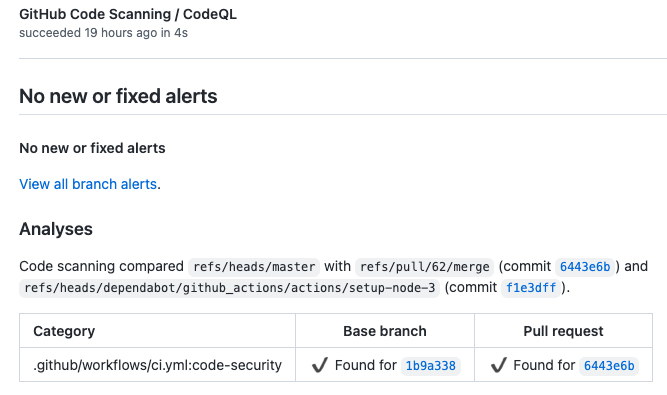 GitHub Code Scanning / CodeQL
succeeded 19 hours ago in 4s
No new or fixed alerts
No new or fixed alerts
View all branch alerts.
Analyses
Code scanning compared refs/heads/master with refs/pull/62/merge (commit 6443e6b ) and
refs/heads/dependabot/github_actions/actions/setup-node-3 (commit f1e3dff ).
Category Base branch Pull request
.github/workflows/ci.yml:code-security ✔ Found for 1b9a338 ✔ Found for 6443e6b